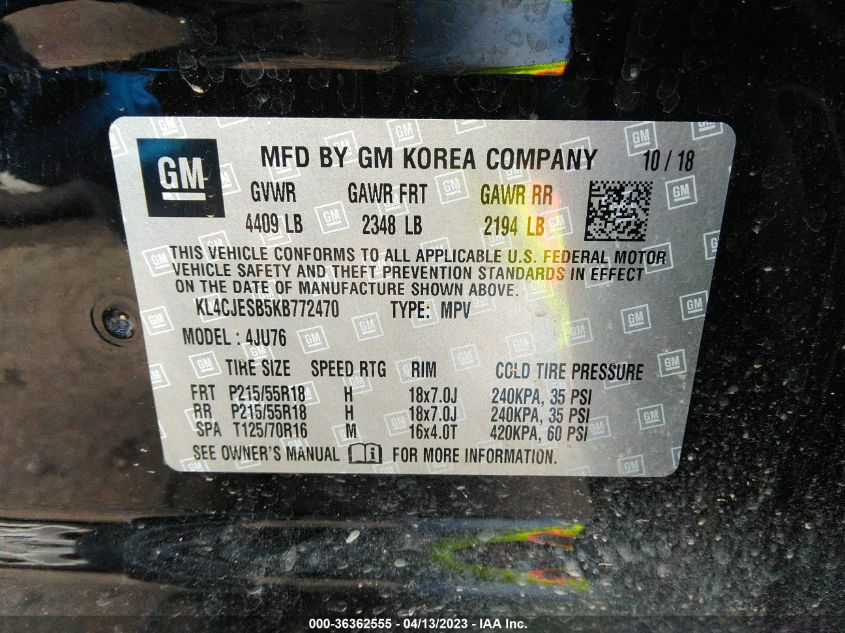 GM MFD BY GM KOREA COMPANY 10 / 18
GVWR GAWR FRT GAWR RR
4409 LB 2348 LB 2194 LB
THIS VEHICLE CONFORMS TO ALL APPLICABLE U.S. FEDERAL MOTOR
VEHICLE SAFETY AND THEFT PREVENTION STANDARDS IN EFFECT
ON THE DATE OF MANUFACTURE SHOWN ABOVE.
KL4CJESB5KB772470 TYPE: MPV
MODEL : 4JU76
TIRE SIZE SPEED RTG RIM COLD TIRE PRESSURE
FRT P215/55R18 H 18x7.0J 240KPA, 35 PSI
RR P215/55R18 H 18x7.0J 240KPA, 35 PSI
SPA T125/70R16 M 16x4.0T 420KPA, 60 PSI
SEE OWNER'S MANUAL FOR MORE INFORMATION.
000-36362555 - 04/13/2023 - IAA Inc.